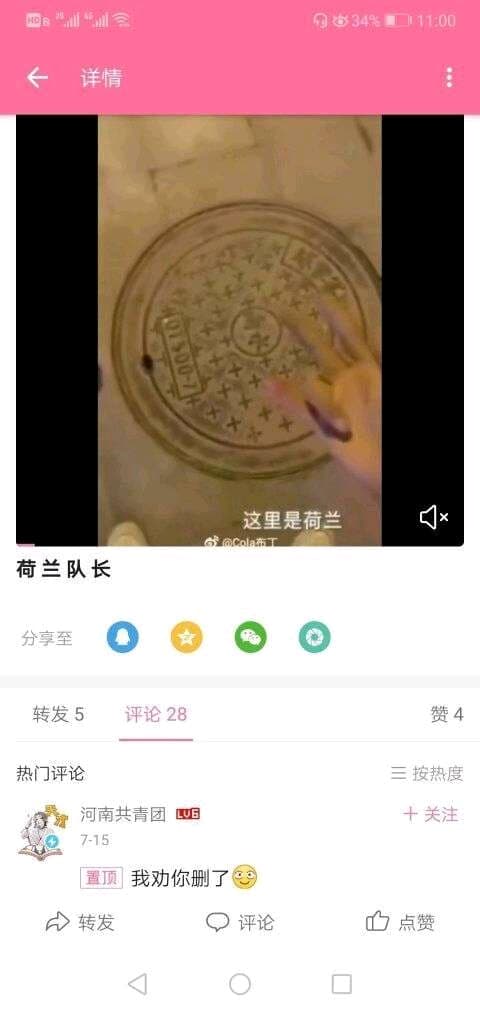 HD
34%
11:00
详情
这里是荷兰
@Cola布丁
荷兰队长
分享至
转发 5
评论 28
赞 4
热门评论
按热度
河南共青团
LV6
+ 关注
7-15
置顶
我劝你删了
转发
评论
点赞